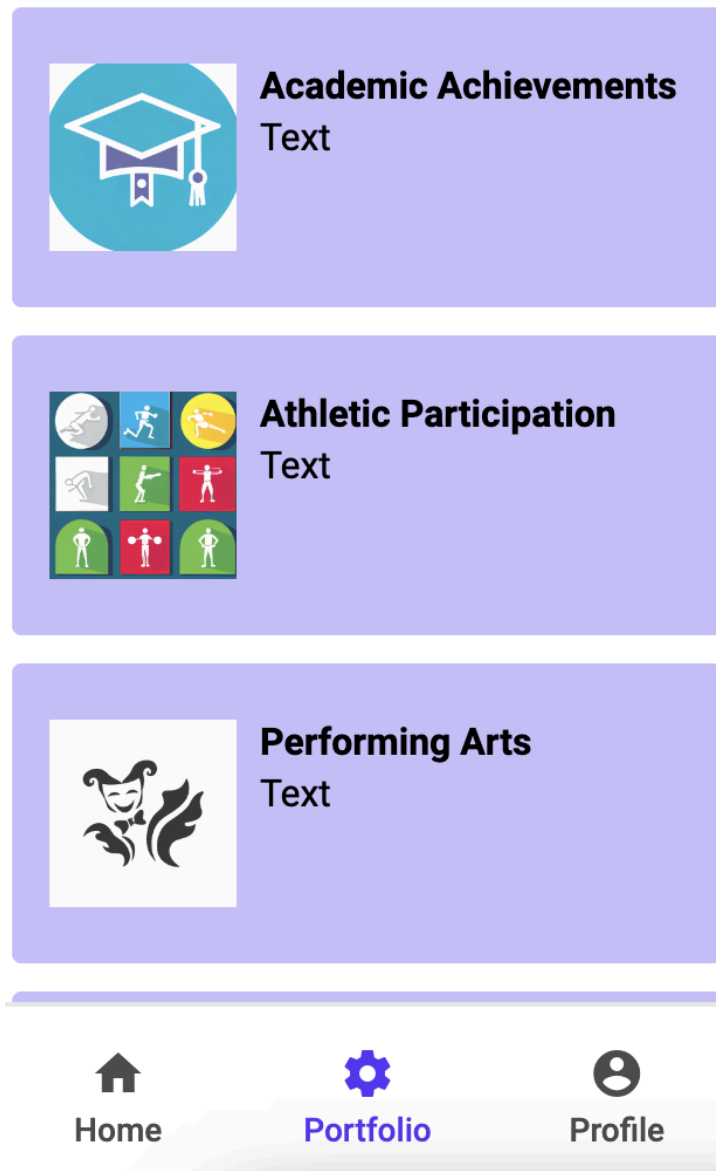 Academic Achievements
Text
Athletic Participation
Text
Performing Arts
Text
Home Portfolio Profile